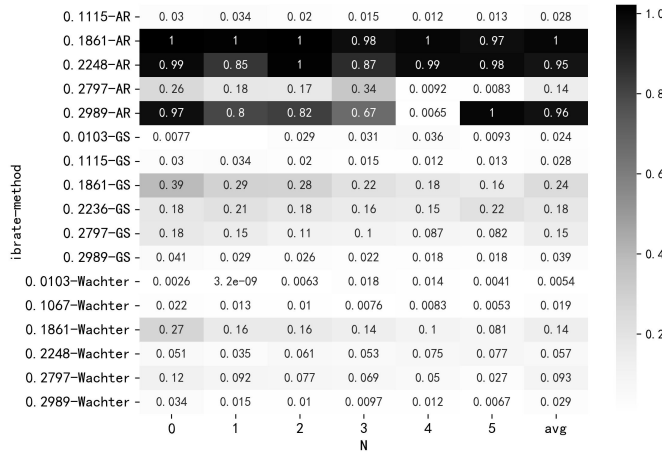 0.1115-AR 0.03 0.034 0.02 0.015 0.012 0.013 0.028
0.1861-AR 1 1 1 0.98 1 0.97 1
0.2248-AR 0.99 0.85 1 0.87 0.99 0.98 0.95
0.2797-AR 0.26 0.18 0.17 0.34 0.0092 0.0083 0.14
0.2989-AR 0.97 0.8 0.82 0.67 0.0065 1 0.96
0.0103-GS 0.0077 0.029 0.031 0.036 0.0093 0.024
0.1115-GS 0.03 0.034 0.02 0.015 0.012 0.013 0.028
0.1861-GS 0.39 0.29 0.28 0.22 0.18 0.16 0.24
0.2236-GS 0.18 0.21 0.18 0.16 0.15 0.22 0.18
0.2797-GS 0.18 0.15 0.11 0.1 0.087 0.082 0.15
0.2989-GS 0.041 0.029 0.026 0.022 0.018 0.018 0.039
0.0103-Wachter 0.0026 3.2e-09 0.0063 0.018 0.014 0.0041 0.0054
0.1067-Wachter 0.022 0.013 0.01 0.0076 0.0083 0.0053 0.019
0.1861-Wachter 0.27 0.16 0.16 0.14 0.1 0.081 0.14
0.2248-Wachter 0.051 0.035 0.061 0.053 0.075 0.077 0.057
0.2797-Wachter 0.12 0.092 0.077 0.069 0.05 0.027 0.093
0.2989-Wachter 0.034 0.015 0.01 0.0097 0.012 0.0067 0.029
0 1 2 3 4 5 avg
N
ibrate-method
1.0
0.8
0.6
0.4
0.2